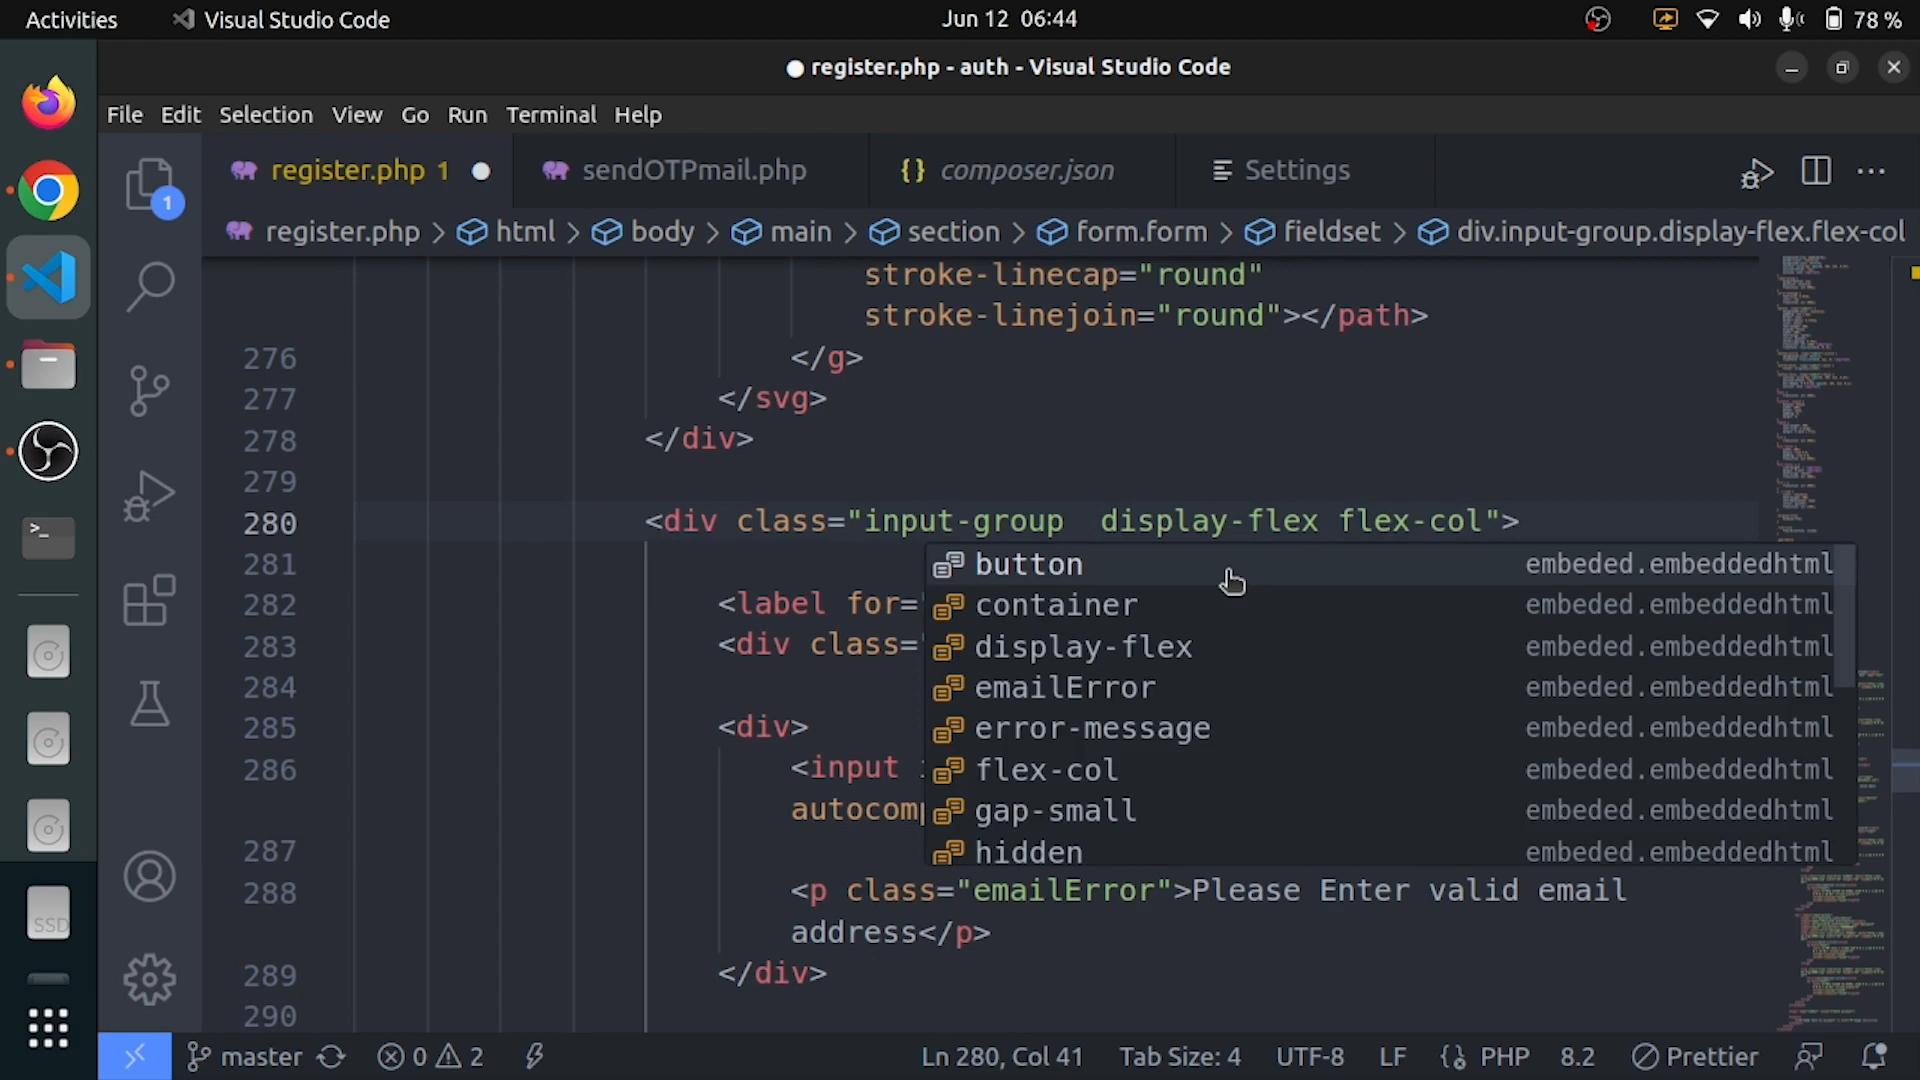 Activities Visual Studio Code Jun 12 06:44 78 %
register.php - auth - Visual Studio Code
File Edit Selection View Go Run Terminal Help
register.php 1 sendOTPmail.php {} composer.json Settings
1
register.php > html > body > main > section > form.form > fieldset > div.input-group.display-flex.flex-col
stroke-linecap="round"
stroke-linejoin="round"></path>
276 </g>
277 </svg>
278 </div>
279
280 <div class="input-group  display-flex flex-col">
281 button embeded.embeddedhtml
container embeded.embeddedhtml
282 <label for=
display-flex embeded.embeddedhtml
283 <div class=
284 emailError embeded.embeddedhtml
285 <div> error-message embeded.embeddedhtml
286 <input flex-col embeded.embeddedhtml
autocomp gap-small embeded.embeddedhtml
287 hidden embeded.embeddedhtml
288 <p class="emailError">Please Enter valid email
address</p>
289 </div>
290
SSD
master 0 2 Ln 280, Col 41 Tab Size: 4 UTF-8 LF PHP 8.2 Prettier